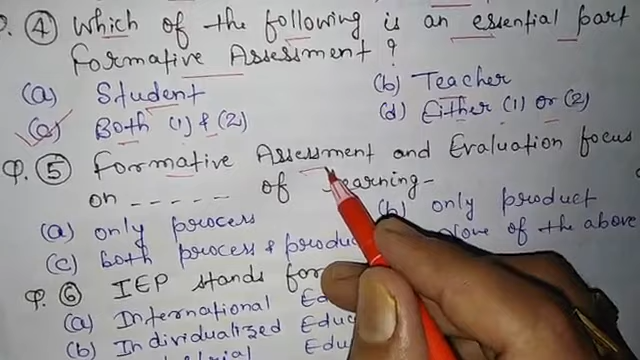 ④ Which of the following is an essential part
Formative Assessment?
(a) Student (b) Teacher
(c) Both (1) & (2) (d) Either (1) or (2)
Q. ⑤ Formative Assessment and Evaluation focus
on ----- of learning-
(a) only process (b) only product
(c) both process & of the above
Q. ⑥ IEP stands for
(a) International
(b) Individualized